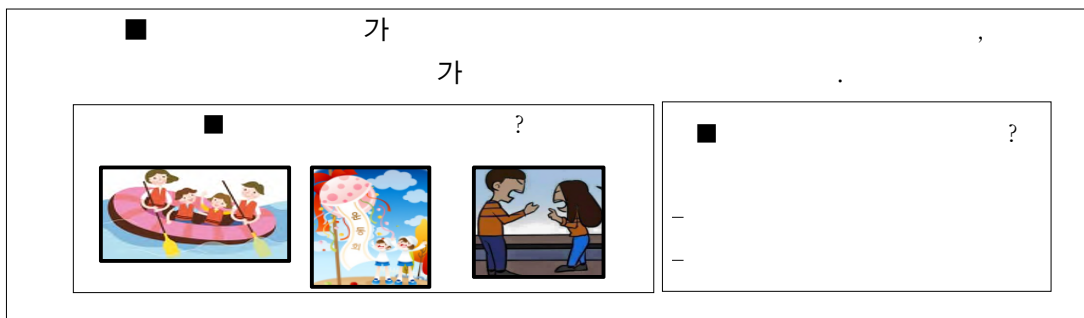 ■ 가 ,
가 .
■ ?
운
동
회
■ ?
–
–